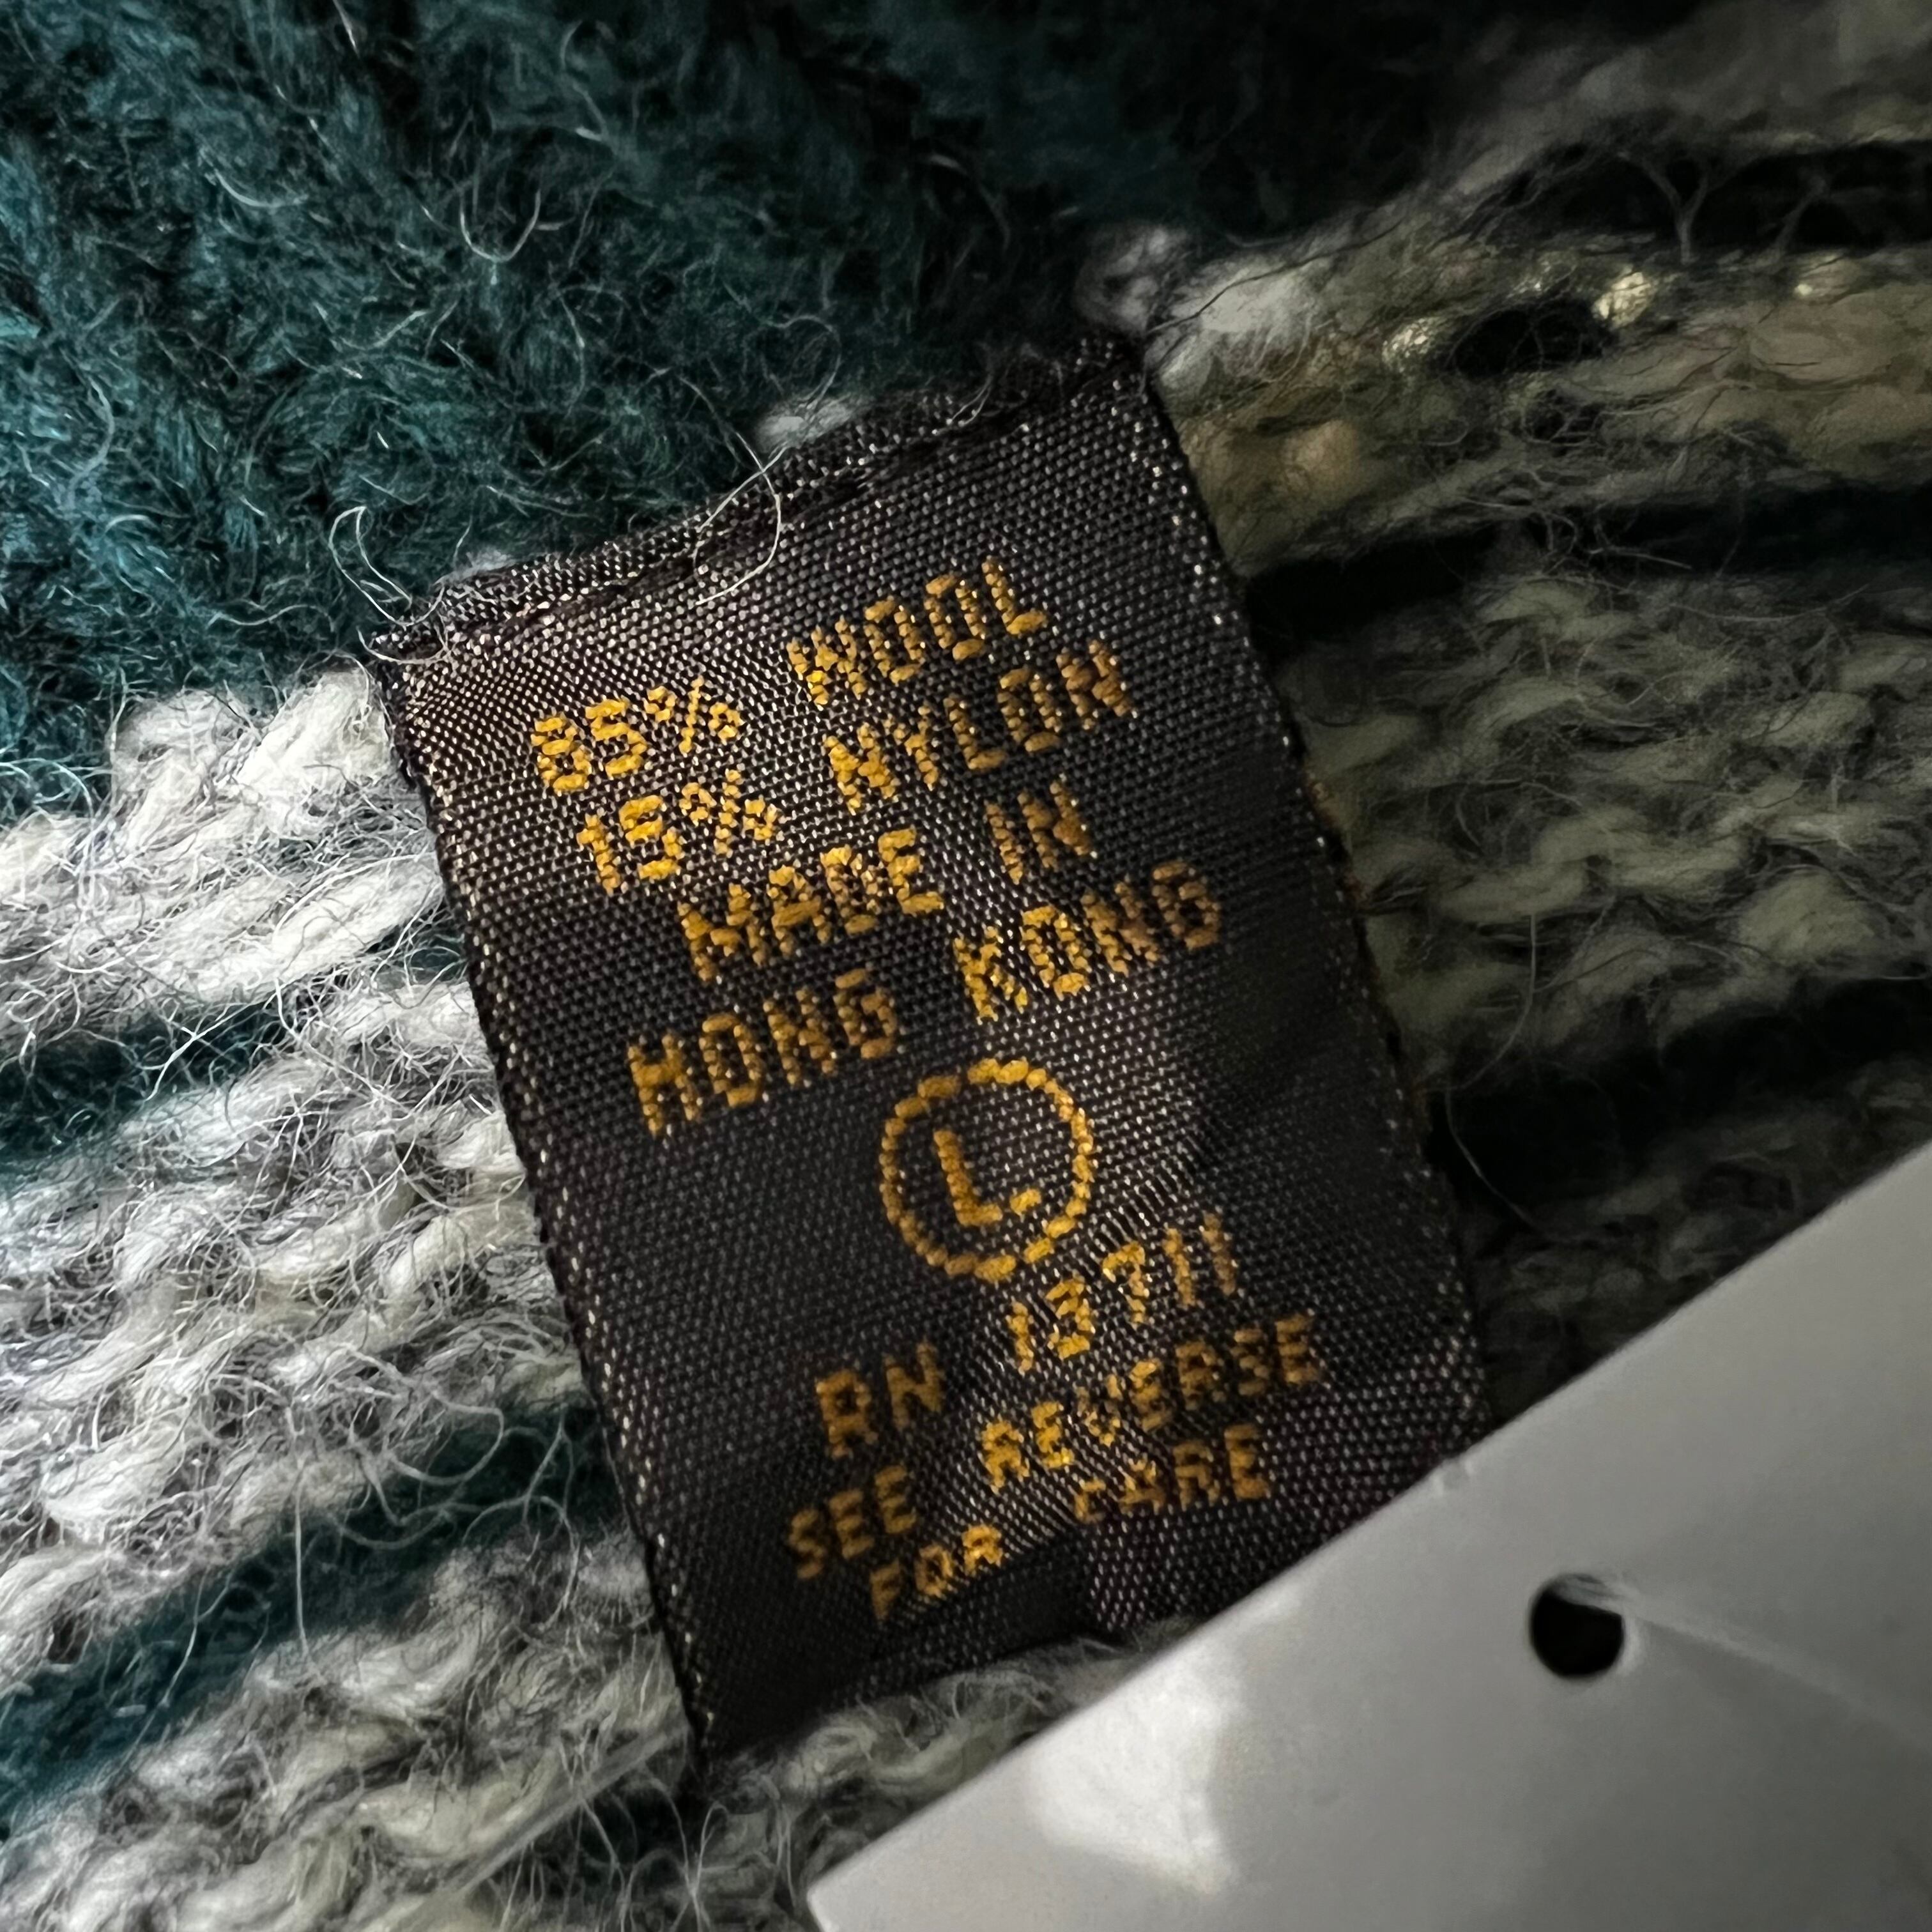 85% WOOL
15% NYLON
MADE IN
HONG KONG
L
RN 13711
SEE REVERSE
FOR CARE